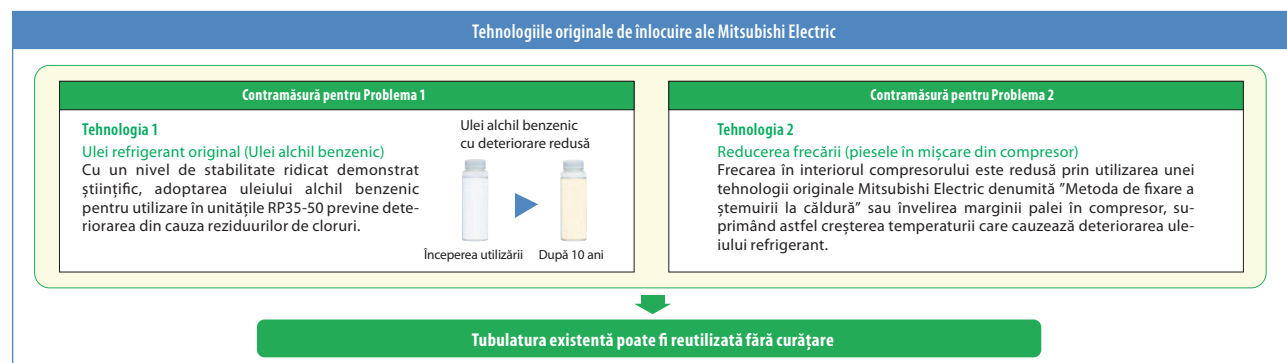 Tehnologiile originale de înlocuire ale Mitsubishi Electric
Contramăsură pentru Problema 1
Tehnologia 1
Ulei refrigerant original (Ulei alchil benzenic)
Cu un nivel de stabilitate ridicat demonstrat
științific, adoptarea uleiului alchil benzenic
pentru utilizare în unitățile RP35-50 previne dete-
riorarea din cauza reziduurilor de cloruri.
Ulei alchil benzenic
cu deteriorare redusă
Începerea utilizării
După 10 ani
Contramăsură pentru Problema 2
Tehnologia 2
Reducerea frecării (piesele în mișcare din compresor)
Frecarea în interiorul compresorului este redusă prin utilizarea unei
tehnologii originale Mitsubishi Electric denumită ”Metoda de fixare a
ștemuirii la căldură” sau învelirea marginii palei în compresor, su-
primând astfel creșterea temperaturii care cauzează deteriorarea ule-
iului refrigerant.
Tubulatura existentă poate fi reutilizată fără curățare